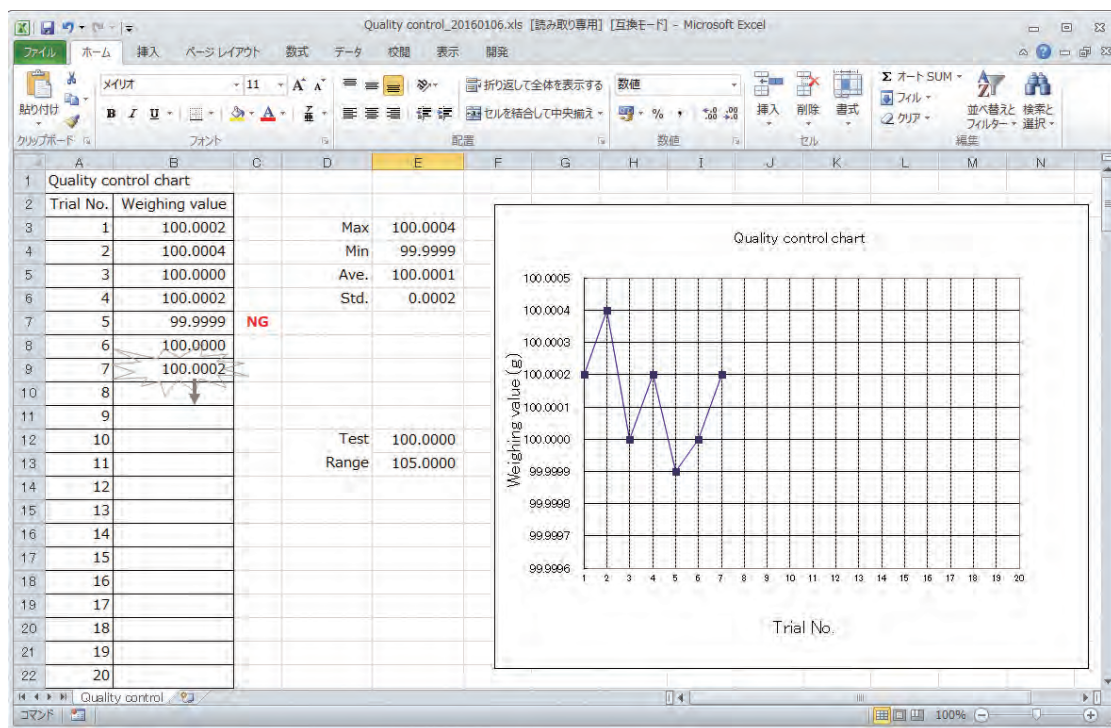 Quality control_20160106.xls [読み取り専用] [互換モード] - Microsoft Excel
ファイル ホーム 挿入 ページ レイアウト 数式 データ 校閲 表示 開発
貼り付け
クリップボード
メイリオ 11
B I U
フォント
折り返して全体を表示する
セルを結合して中央揃え
配置
数値
%
数値
挿入 削除 書式
セル
Σ オート SUM
フィル
クリア
並べ替えと
フィルター
検索と
選択
編集
A B C D E F G H I J K L M N
1 Quality control chart
2 Trial No. Weighing value
3 1 100.0002 Max 100.0004
4 2 100.0004 Min 99.9999
5 3 100.0000 Ave. 100.0001
6 4 100.0002 Std. 0.0002
7 5 99.9999 NG
8 6 100.0000
9 7 100.0002
10 8
11 9
12 10 Test 100.0000
13 11 Range 105.0000
14 12
15 13
16 14
17 15
18 16
19 17
20 18
21 19
22 20
Quality control chart
Weighing value (g)
100.0005
100.0004
100.0003
100.0002
100.0001
100.0000
99.9999
99.9998
99.9997
99.9996
1 2 3 4 5 6 7 8 9 10 11 12 13 14 15 16 17 18 19 20
Trial No.
Quality control
コマンド
100%